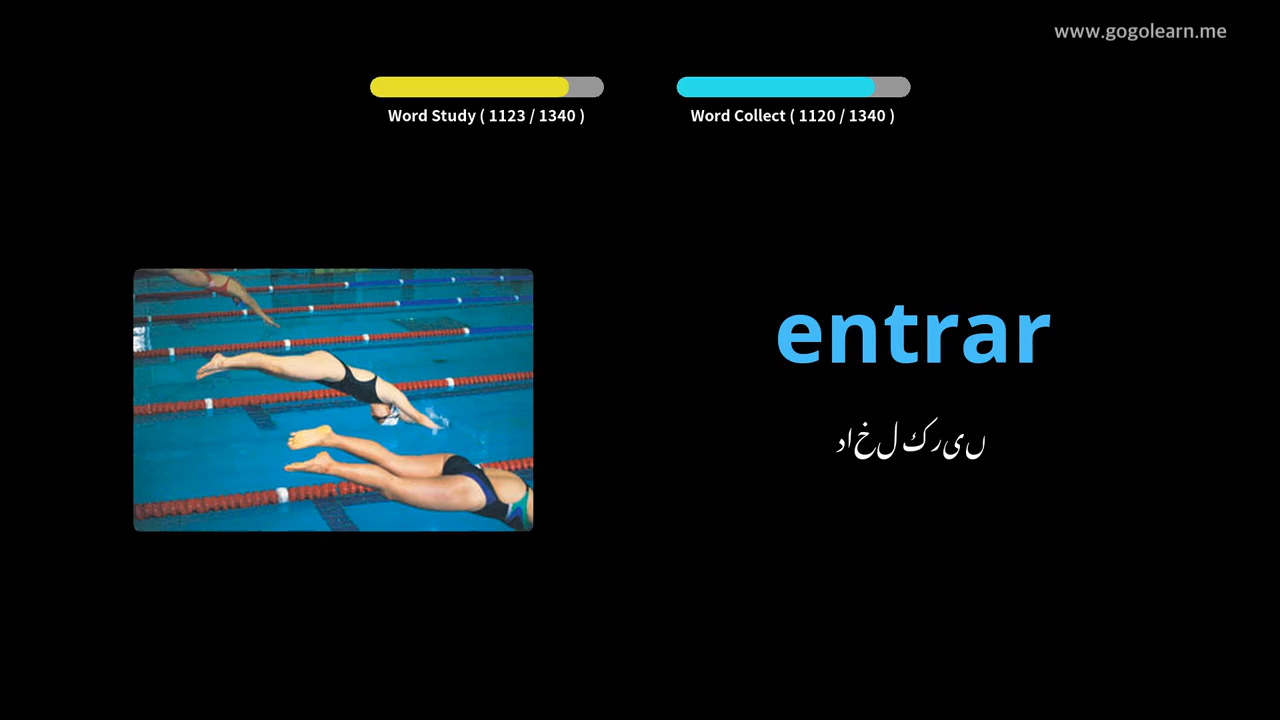 www.gogolearn.me
Word Study ( 1123 / 1340 )
Word Collect ( 1120 / 1340 )
entrar
داخل کریں